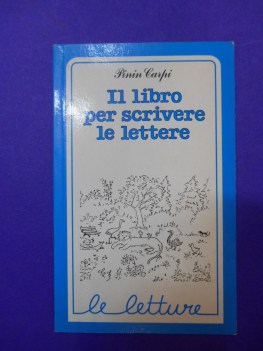 Pinin Carpi
Il libro
per scrivere
le lettere
le letture